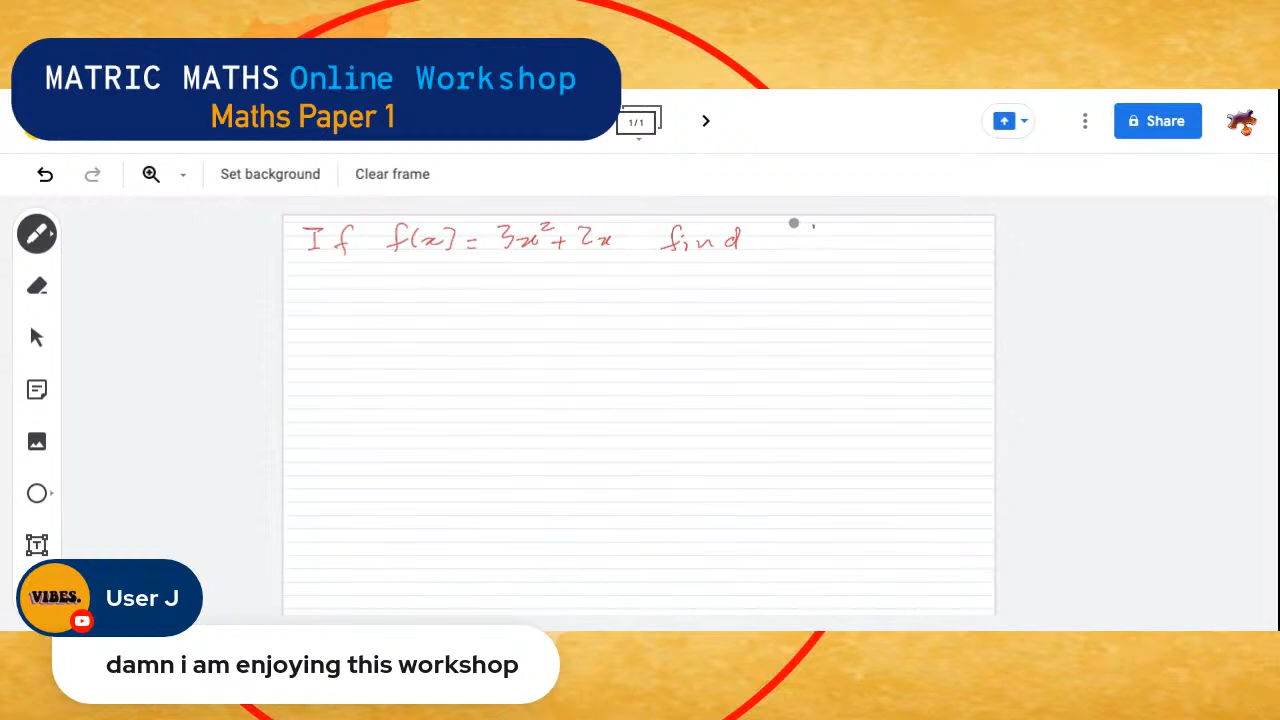 MATRIC MATHS Online Workshop
Maths Paper 1
1/1
Share
Set background
Clear frame
If f(x) = 3x² + 2x find
T
VIBES.
User J
damn i am enjoying this workshop